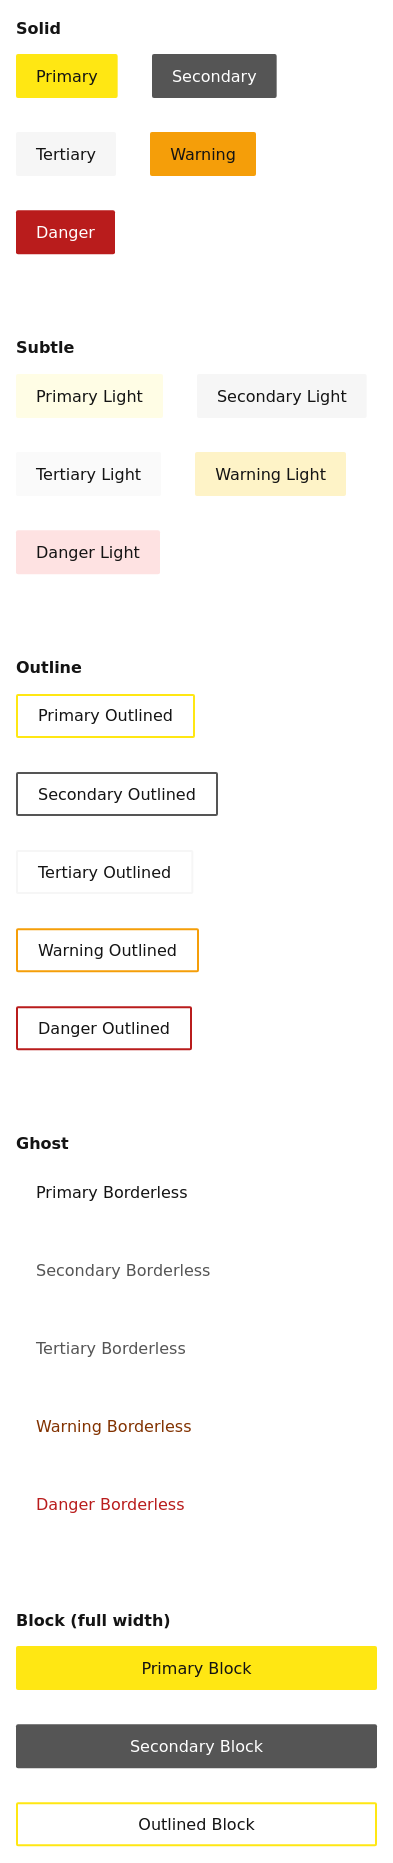 Solid
Primary Secondary
Tertiary Warning
Danger
Subtle
Primary Light Secondary Light
Tertiary Light Warning Light
Danger Light
Outline
Primary Outlined
Secondary Outlined
Tertiary Outlined
Warning Outlined
Danger Outlined
Ghost
Primary Borderless
Secondary Borderless
Tertiary Borderless
Warning Borderless
Danger Borderless
Block (full width)
Primary Block
Secondary Block
Outlined Block